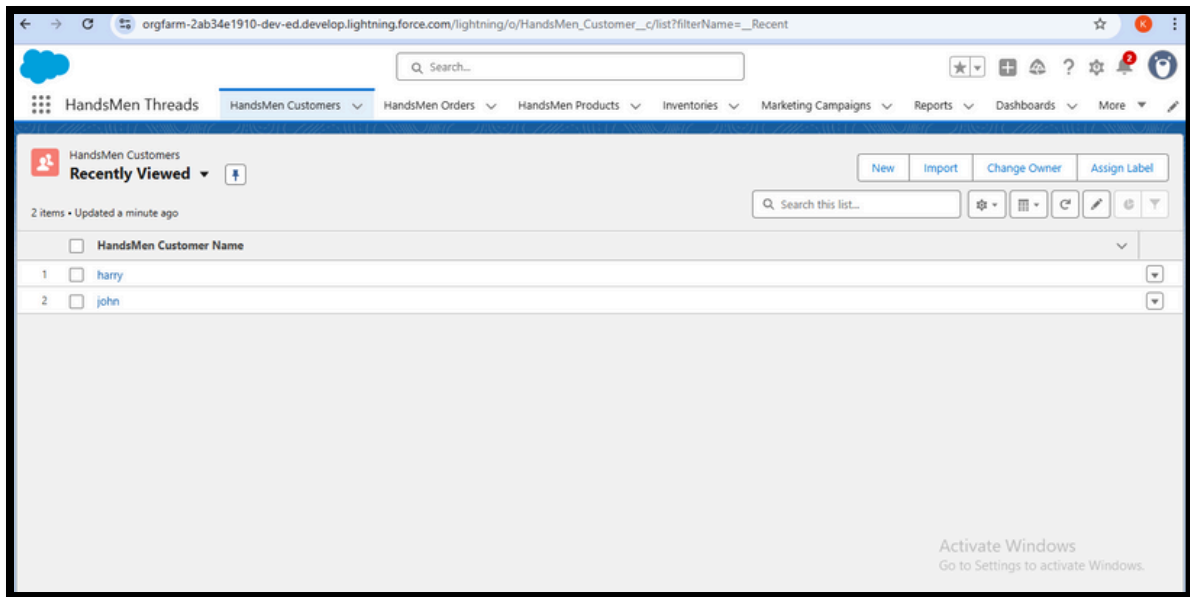 orgfarm-2ab34e1910-dev-ed.develop.lightning.force.com/lightning/o/HandsMen_Customer__c/list?filterName=__Recent
K
Search...
2
HandsMen Threads HandsMen Customers HandsMen Orders HandsMen Products Inventories Marketing Campaigns Reports Dashboards More
HandsMen Customers
Recently Viewed
New Import Change Owner Assign Label
2 items • Updated a minute ago
Search this list...
HandsMen Customer Name
1 harry
2 john
Activate Windows
Go to Settings to activate Windows.